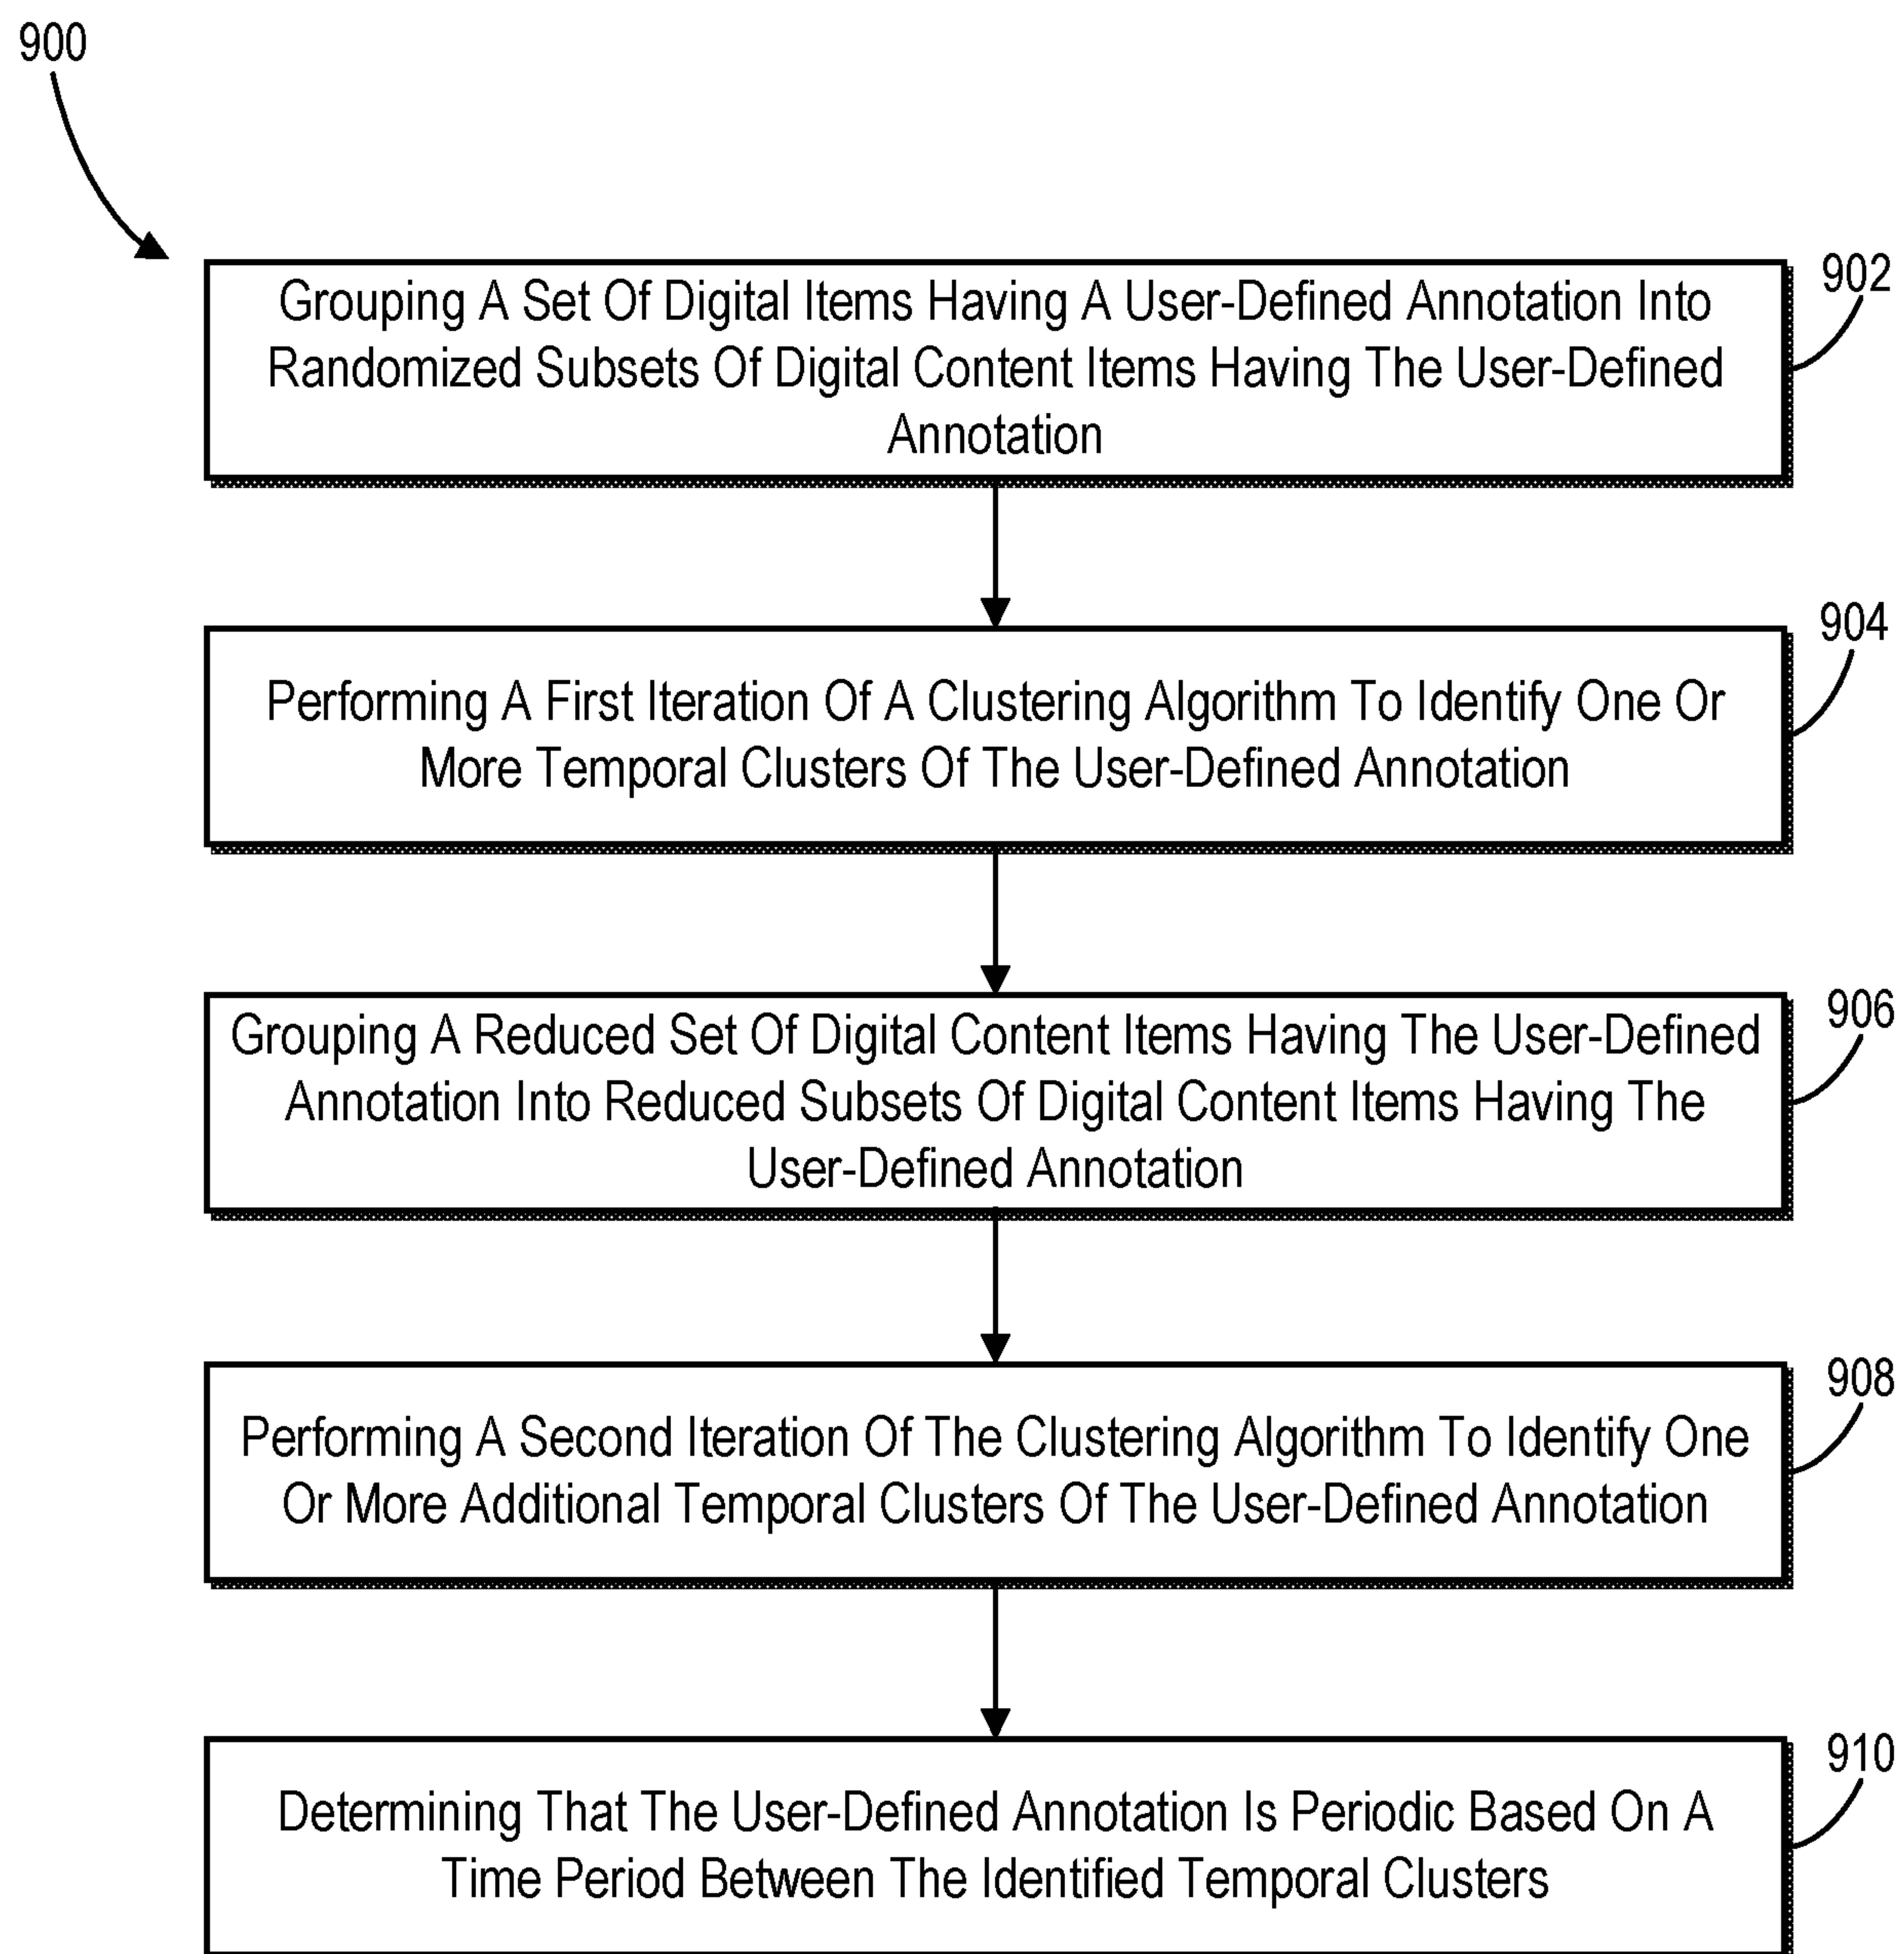 900
Grouping A Set Of Digital Items Having A User-Defined Annotation Into
Randomized Subsets Of Digital Content Items Having The User-Defined
Annotation
902
Performing A First Iteration Of A Clustering Algorithm To Identify One Or
More Temporal Clusters Of The User-Defined Annotation
904
Grouping A Reduced Set Of Digital Content Items Having The User-Defined
Annotation Into Reduced Subsets Of Digital Content Items Having The
User-Defined Annotation
906
Performing A Second Iteration Of The Clustering Algorithm To Identify One
Or More Additional Temporal Clusters Of The User-Defined Annotation
908
Determining That The User-Defined Annotation Is Periodic Based On A
Time Period Between The Identified Temporal Clusters
910